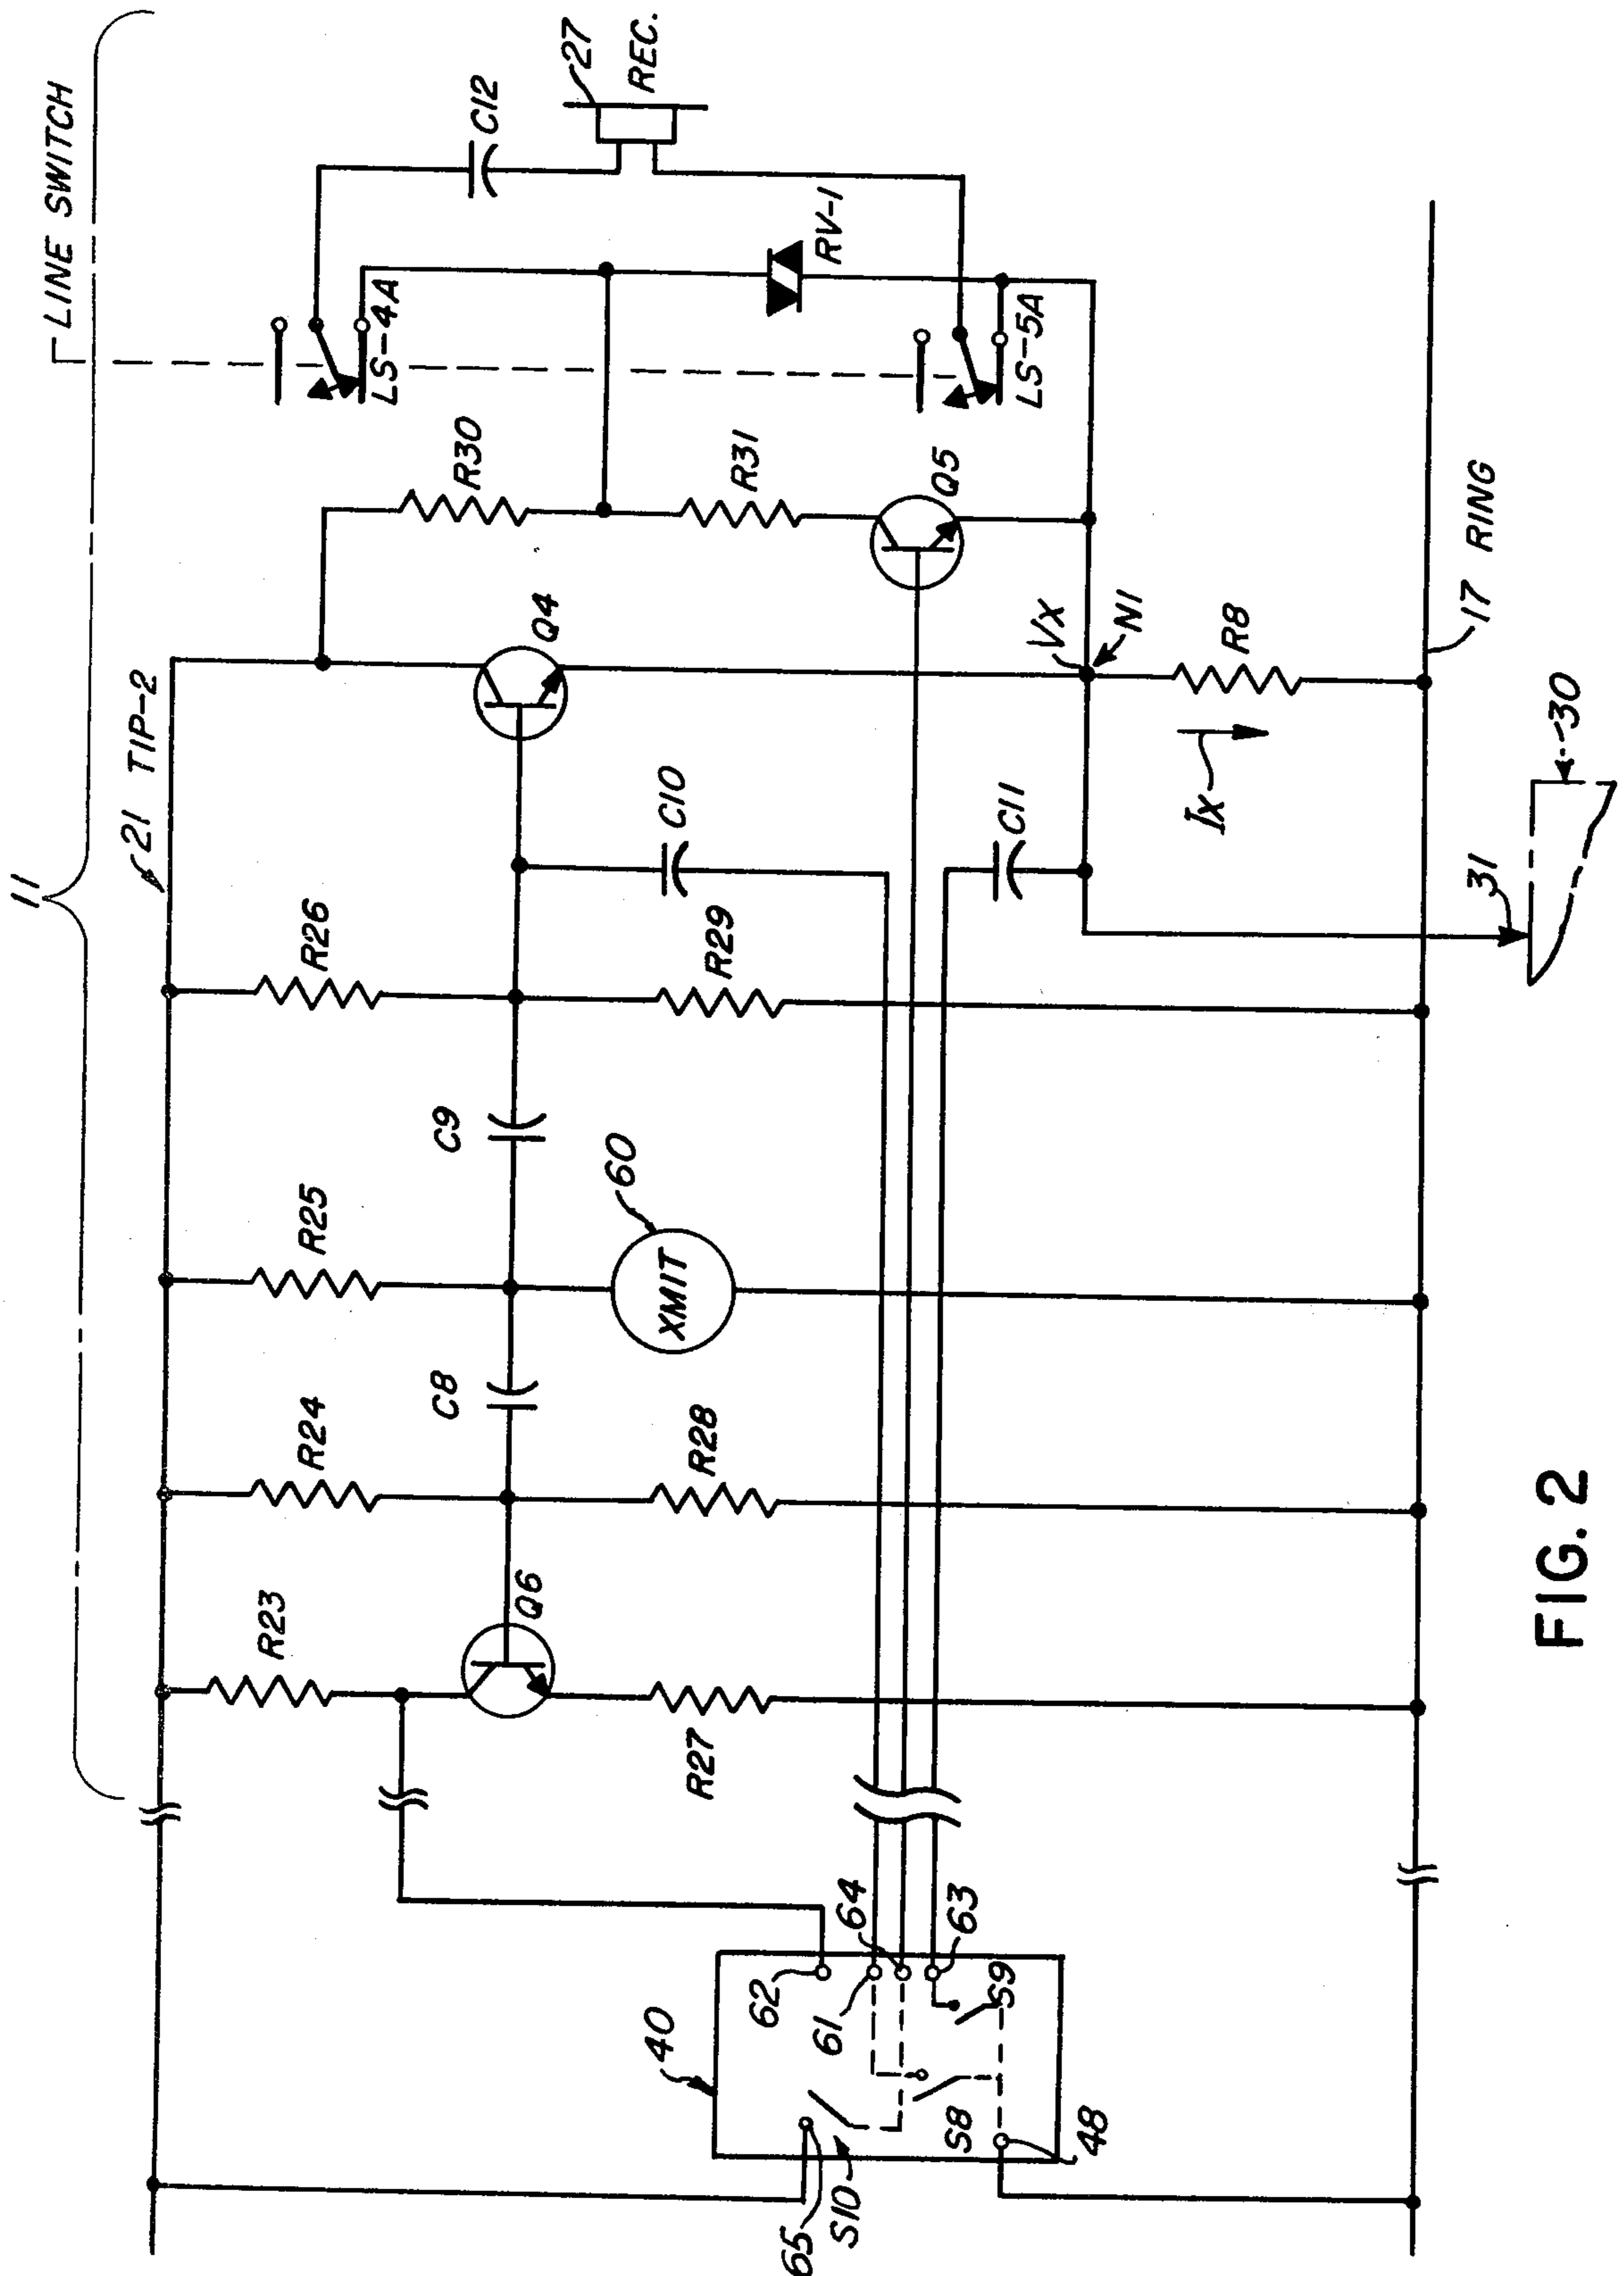 11
LINE SWITCH
21 TIP-2
R23
R24
R25
R26
R30
LS-4A
C12
27
REC.
Q6
C8
C9
Q4
R31
RV-1
R27
R28
60
XMIT
R29
C10
Q5
LS-5A
C11
VX
N1
R8
IX
31
30
17 RING
40
62
61
64
63
S9
S8
48
S10
65
FIG. 2